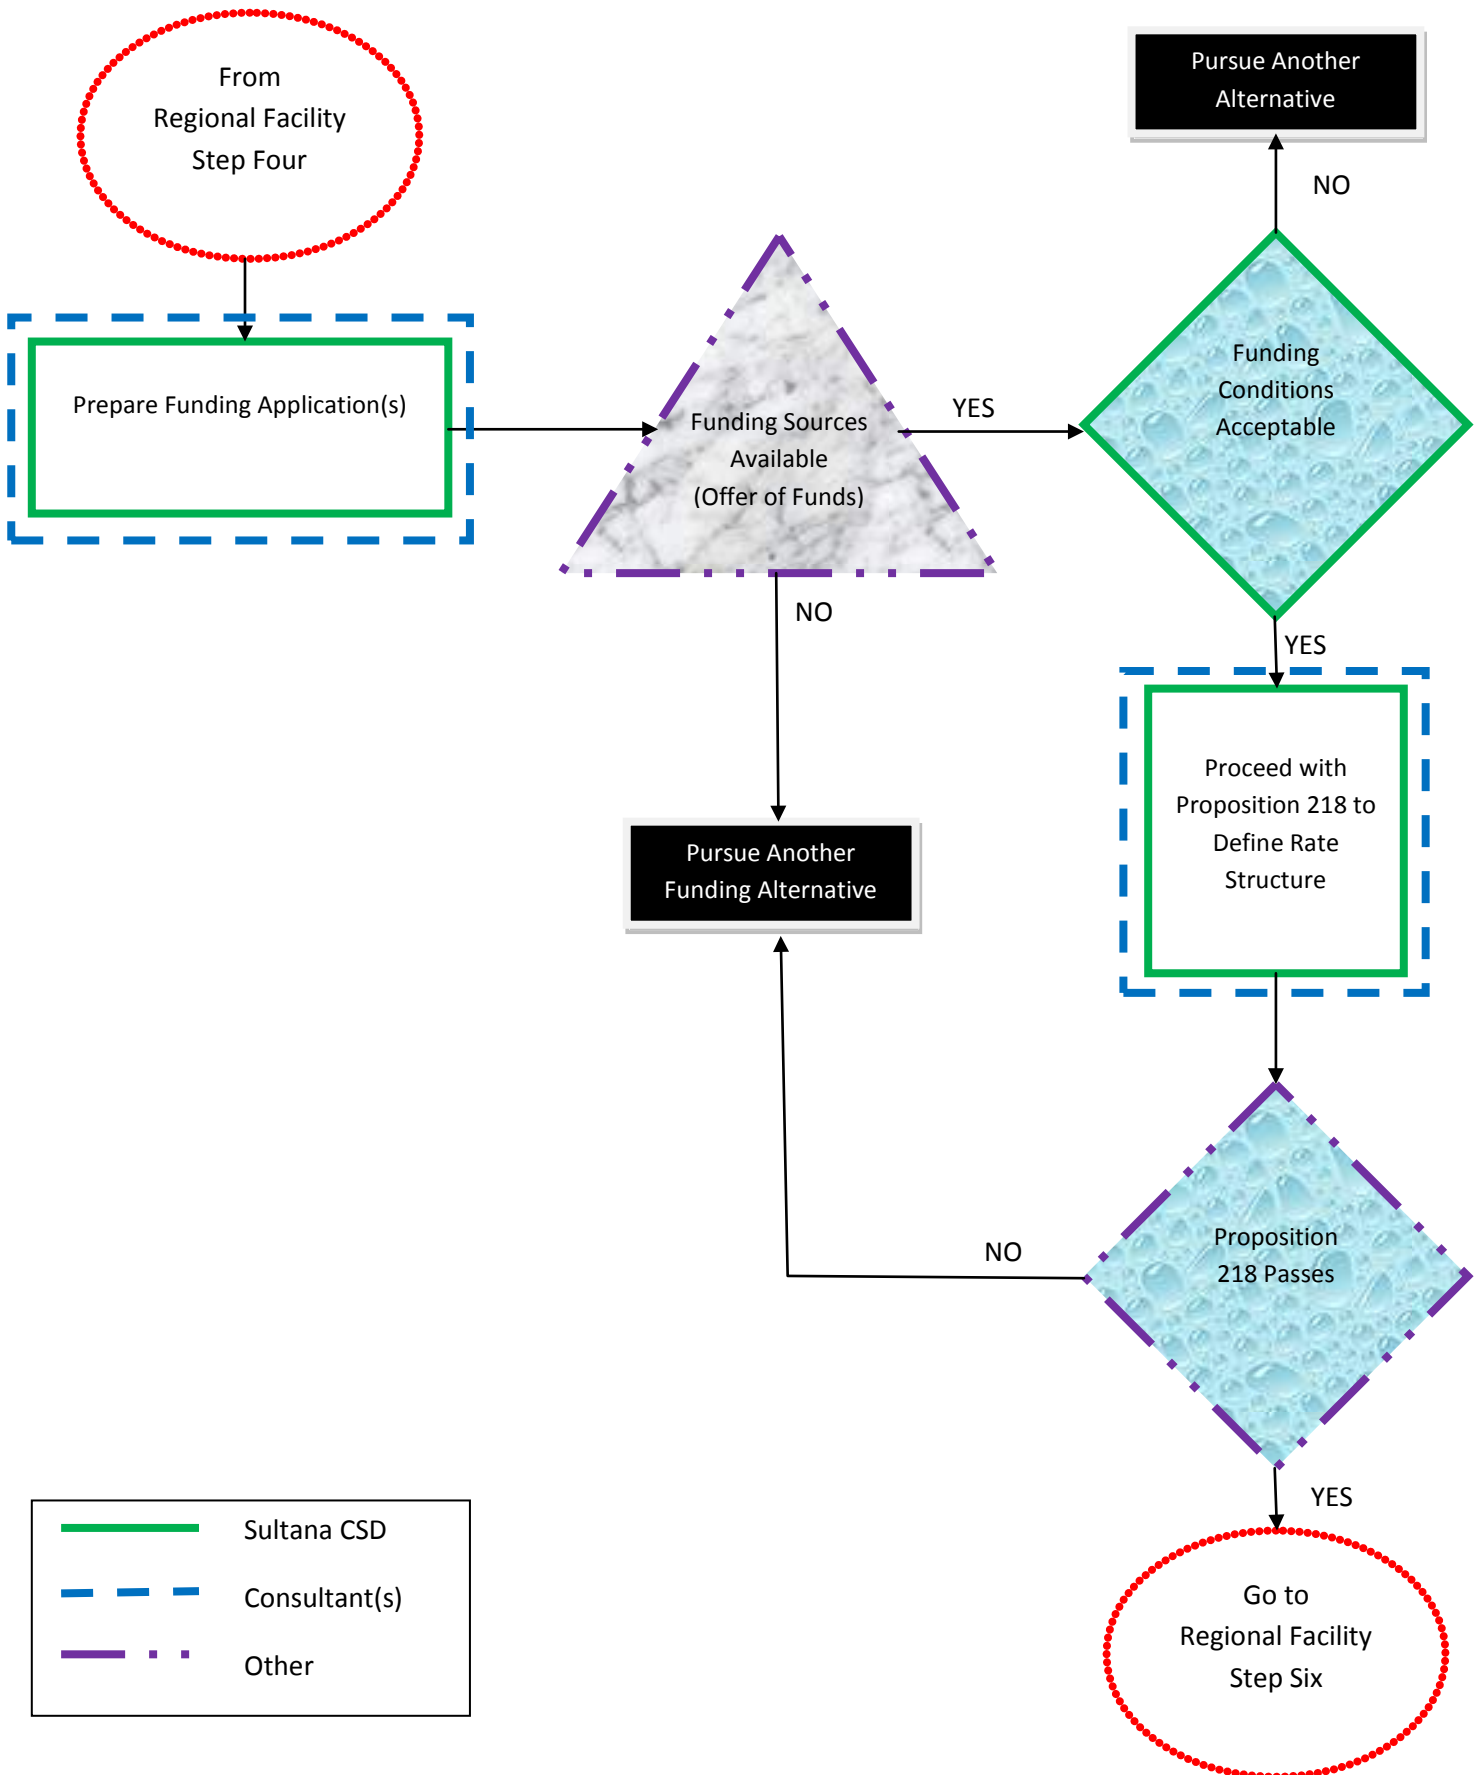 From
Regional Facility
Step Four
Pursue Another
Alternative
NO
Prepare Funding Application(s)
Funding Sources
Available
(Offer of Funds)
YES
Funding
Conditions
Acceptable
NO
YES
Proceed with
Proposition 218 to
Define Rate
Structure
Pursue Another
Funding Alternative
Proposition
218 Passes
NO
YES
Go to
Regional Facility
Step Six
Sultana CSD
Consultant(s)
Other